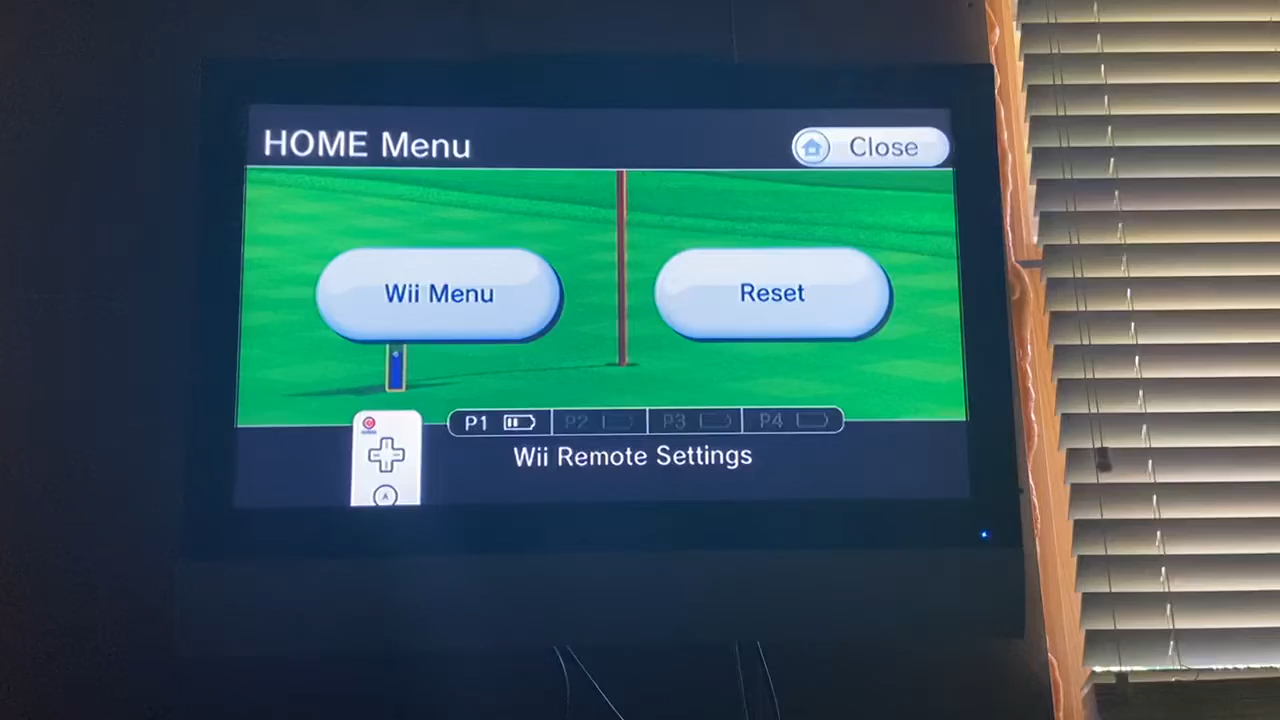 HOME Menu
Close
Wii Menu
Reset
P1 P2 P3 P4
Wii Remote Settings
A